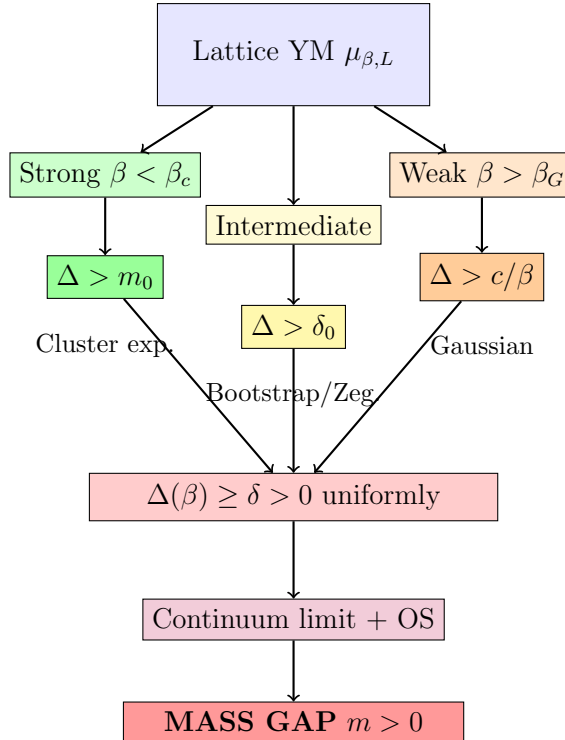 Lattice YM μ_{β,L}
Strong β < β_c
Weak β > β_G
Intermediate
Δ > m_0
Δ > c/β
Δ > δ_0
Cluster exp.
Gaussian
Bootstrap/Zeg.
Δ(β) ≥ δ > 0 uniformly
Continuum limit + OS
MASS GAP m > 0